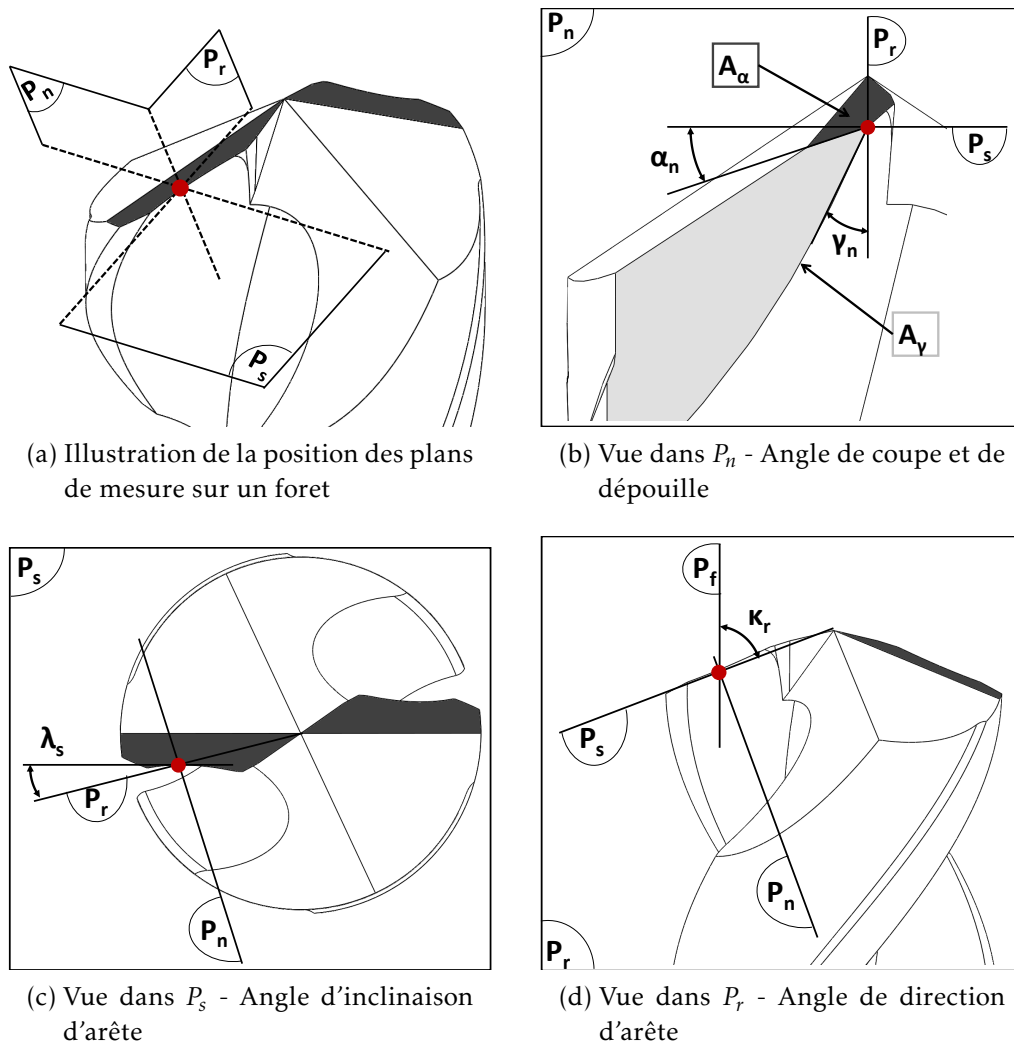 Pn
Pr
Ps
(a) Illustration de la position des plans
de mesure sur un foret
Pn
Pr
Aα
αn
Ps
γn
Aγ
(b) Vue dans Pn - Angle de coupe et de
dépouille
Ps
λs
Pr
Pn
(c) Vue dans Ps - Angle d'inclinaison
d'arête
Pf
κr
Ps
Pn
Pr
(d) Vue dans Pr - Angle de direction
d'arête